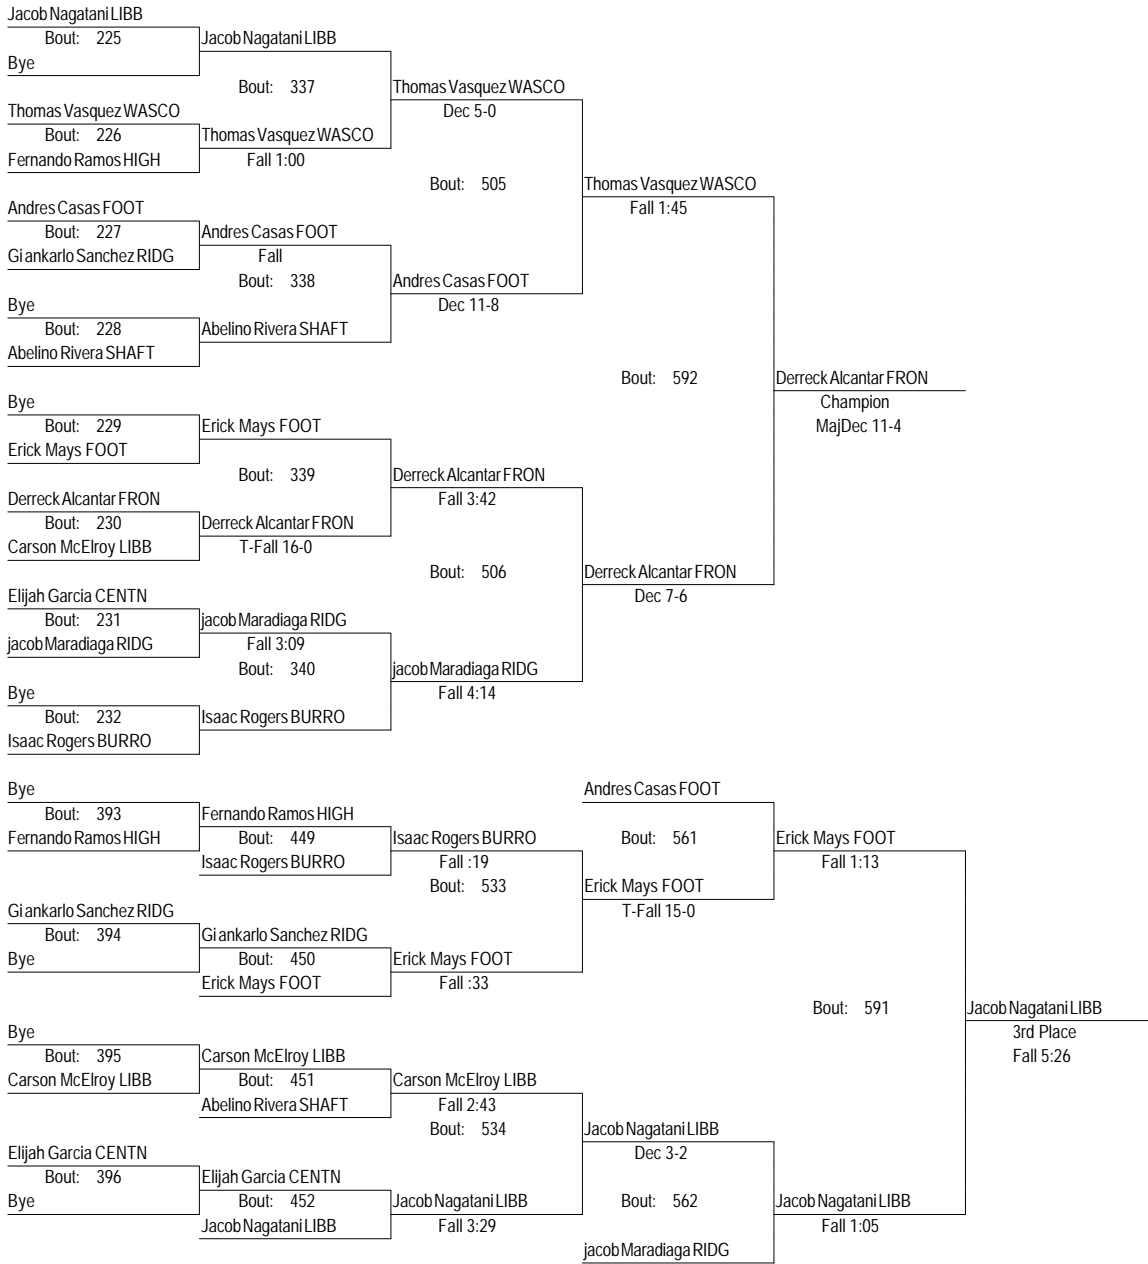 Jacob Nagatani LIBB
Bout: 225
Jacob Nagatani LIBB
Bye
Bout: 337
Thomas Vasquez WASCO
Thomas Vasquez WASCO
Dec 5-0
Bout: 226
Thomas Vasquez WASCO
Fernando Ramos HIGH
Fall 1:00
Bout: 505
Thomas Vasquez WASCO
Andres Casas FOOT
Fall 1:45
Bout: 227
Andres Casas FOOT
Giankarlo Sanchez RIDG
Fall
Bout: 338
Andres Casas FOOT
Bye
Dec 11-8
Bout: 228
Abelino Rivera SHAFT
Abelino Rivera SHAFT
Bout: 592
Derreck Alcantar FRON
Bye
Champion
Bout: 229
Erick Mays FOOT
MajDec 11-4
Erick Mays FOOT
Bout: 339
Derreck Alcantar FRON
Derreck Alcantar FRON
Fall 3:42
Bout: 230
Derreck Alcantar FRON
Carson McElroy LIBB
T-Fall 16-0
Bout: 506
Derreck Alcantar FRON
Elijah Garcia CENTN
Dec 7-6
Bout: 231
jacob Maradiaga RIDG
jacob Maradiaga RIDG
Fall 3:09
Bout: 340
jacob Maradiaga RIDG
Bye
Fall 4:14
Bout: 232
Isaac Rogers BURRO
Isaac Rogers BURRO
Bye
Andres Casas FOOT
Bout: 393
Fernando Ramos HIGH
Fernando Ramos HIGH
Bout: 449
Isaac Rogers BURRO
Bout: 561
Erick Mays FOOT
Isaac Rogers BURRO
Fall :19
Fall 1:13
Bout: 533
Erick Mays FOOT
Giankarlo Sanchez RIDG
T-Fall 15-0
Bout: 394
Giankarlo Sanchez RIDG
Bye
Bout: 450
Erick Mays FOOT
Erick Mays FOOT
Fall :33
Bout: 591
Jacob Nagatani LIBB
Bye
3rd Place
Bout: 395
Carson McElroy LIBB
Fall 5:26
Carson McElroy LIBB
Bout: 451
Carson McElroy LIBB
Abelino Rivera SHAFT
Fall 2:43
Bout: 534
Jacob Nagatani LIBB
Elijah Garcia CENTN
Dec 3-2
Bout: 396
Elijah Garcia CENTN
Bye
Bout: 452
Jacob Nagatani LIBB
Bout: 562
Jacob Nagatani LIBB
Jacob Nagatani LIBB
Fall 3:29
Fall 1:05
jacob Maradiaga RIDG